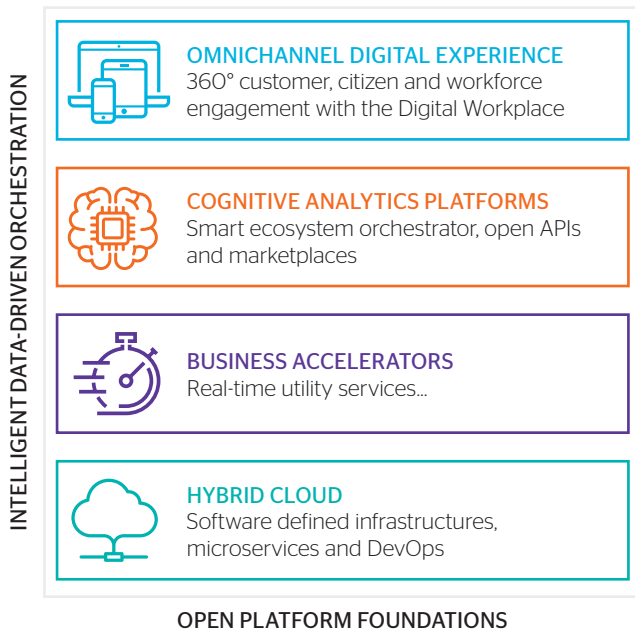 INTELLIGENT DATA-DRIVEN ORCHESTRATION
OMNICHANNEL DIGITAL EXPERIENCE
360° customer, citizen and workforce
engagement with the Digital Workplace
COGNITIVE ANALYTICS PLATFORMS
Smart ecosystem orchestrator, open APIs
and marketplaces
BUSINESS ACCELERATORS
Real-time utility services...
HYBRID CLOUD
Software defined infrastructures,
microservices and DevOps
OPEN PLATFORM FOUNDATIONS